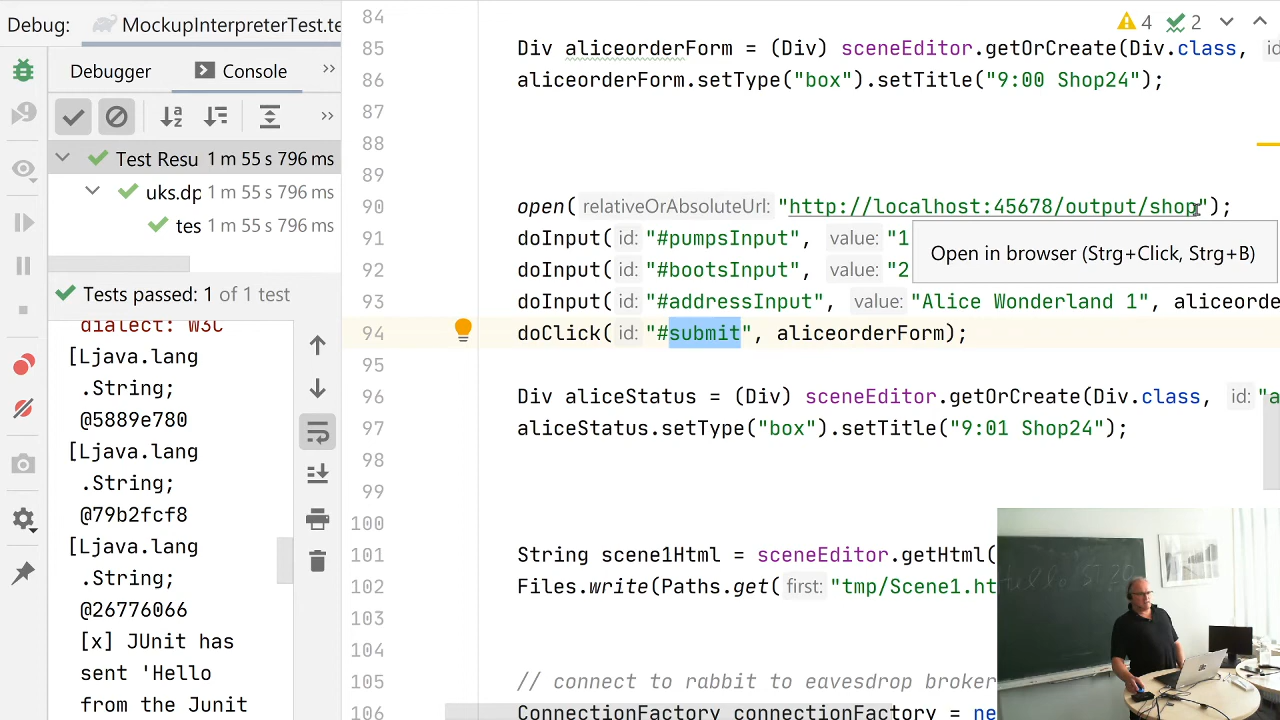 Debug: MockupInterpreterTest.te
Debugger Console >>
Test Resu 1 m 55 s 796 ms
uks.dp 1 m 55 s 796 ms
tes 1 m 55 s 796 ms
Tests passed: 1 of 1 test
dialect: W3C
[Ljava.lang
.String;
@5889e780
[Ljava.lang
.String;
@79b2fcf8
[Ljava.lang
.String;
@26776066
[x] JUnit has
sent 'Hello
from the Junit
4 2
84
85 Div aliceorderForm = (Div) sceneEditor.getOrCreate(Div.class, id
86 aliceorderForm.setType("box").setTitle("9:00 Shop24");
87
88
89
90 open( relativeOrAbsoluteUrl: "http://localhost:45678/output/shop");
91 doInput( id: "#pumpsInput", value: "1
Open in browser (Strg+Click, Strg+B)
92 doInput( id: "#bootsInput", value: "2
93 doInput( id: "#addressInput", value: "Alice Wonderland 1", aliceorde
94 doClick( id: "#submit", aliceorderForm);
95
96 Div aliceStatus = (Div) sceneEditor.getOrCreate(Div.class, id: "a
97 aliceStatus.setType("box").setTitle("9:01 Shop24");
98
99
100
101 String scene1Html = sceneEditor.getHtml(
102 Files.write(Paths.get( first: "tmp/Scene1.ht
103
104
105 // connect to rabbit to eavesdrop broker
106 ConnectionFactory connectionFactory = ne